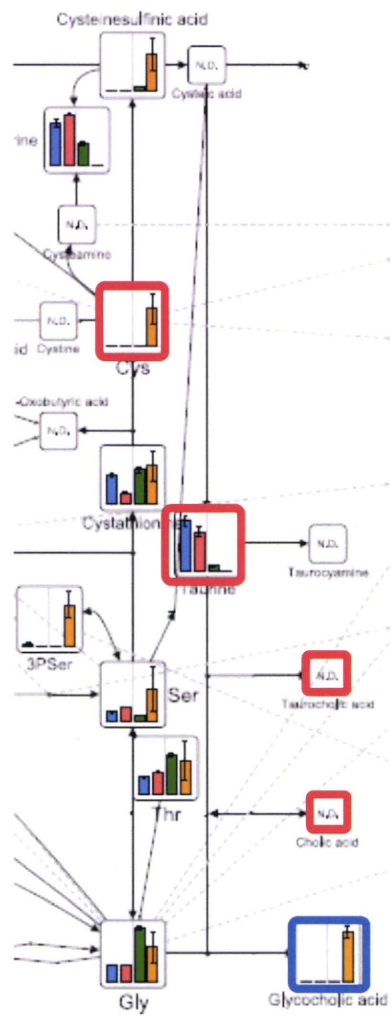 Cysteinesulfinic acid
N.D.
Cysteic acid
rine
N.D.
Cysteamine
N.D.
id Cystine
Cys
-Oxobutyric acid
N.D.
Taurine
N.D.
Taurocyamine
3PSer
Ser
N.D.
Taurocholic acid
Thr
N.D.
Cholic acid
Gly
Glycocholic acid